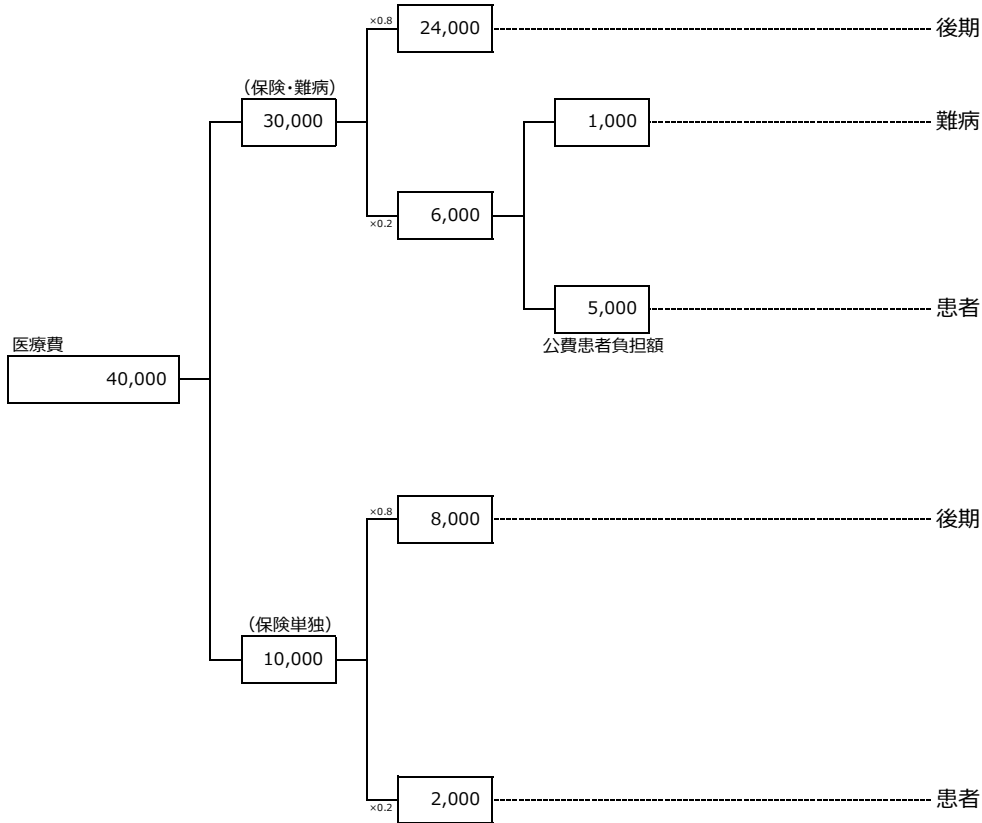 ×0.8
24,000
後期
（保険・難病）
30,000
1,000
難病
6,000
×0.2
5,000
患者
公費患者負担額
医療費
40,000
×0.8
8,000
後期
（保険単独）
10,000
2,000
×0.2
患者